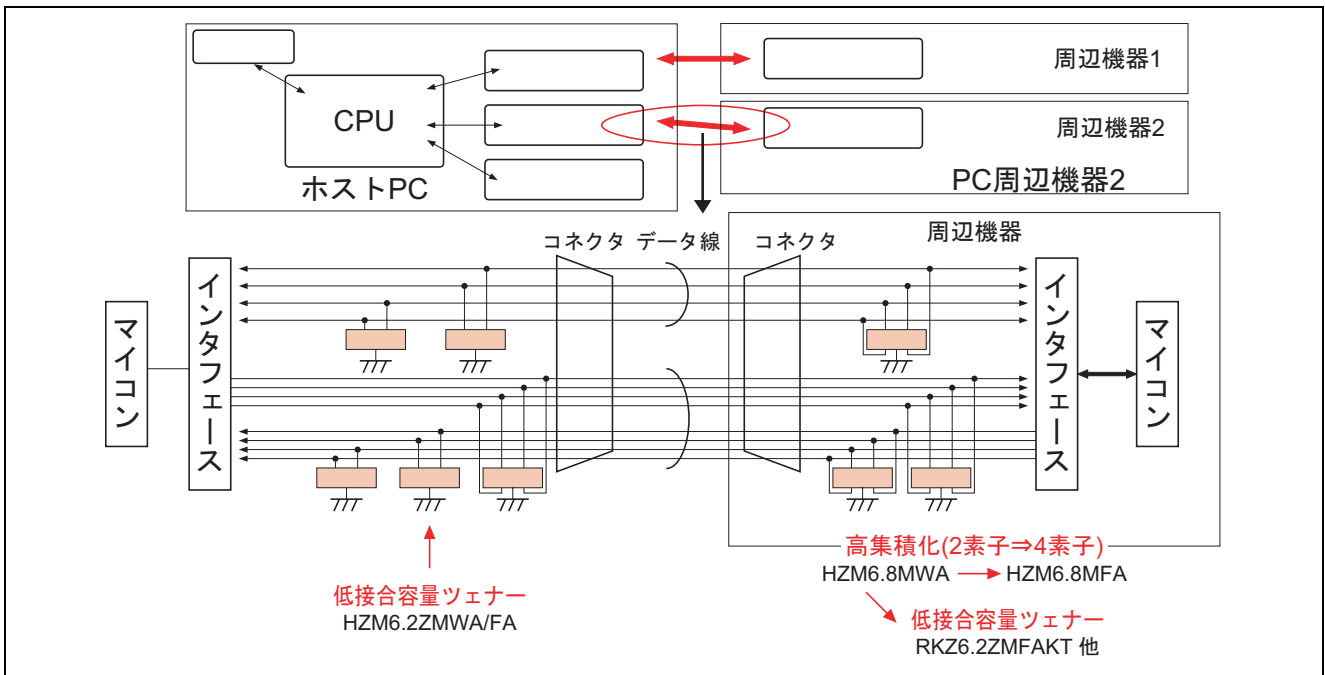 周辺機器1
CPU
周辺機器2
ホストPC
PC周辺機器2
周辺機器
コネクタ データ線 コネクタ
マイコン
インタフェース
インタフェース
マイコン
高集積化(2素子⇒4素子)
HZM6.8MWA → HZM6.8MFA
低接合容量ツェナー
HZM6.2ZMWA/FA
低接合容量ツェナー
RKZ6.2ZMFAKT 他